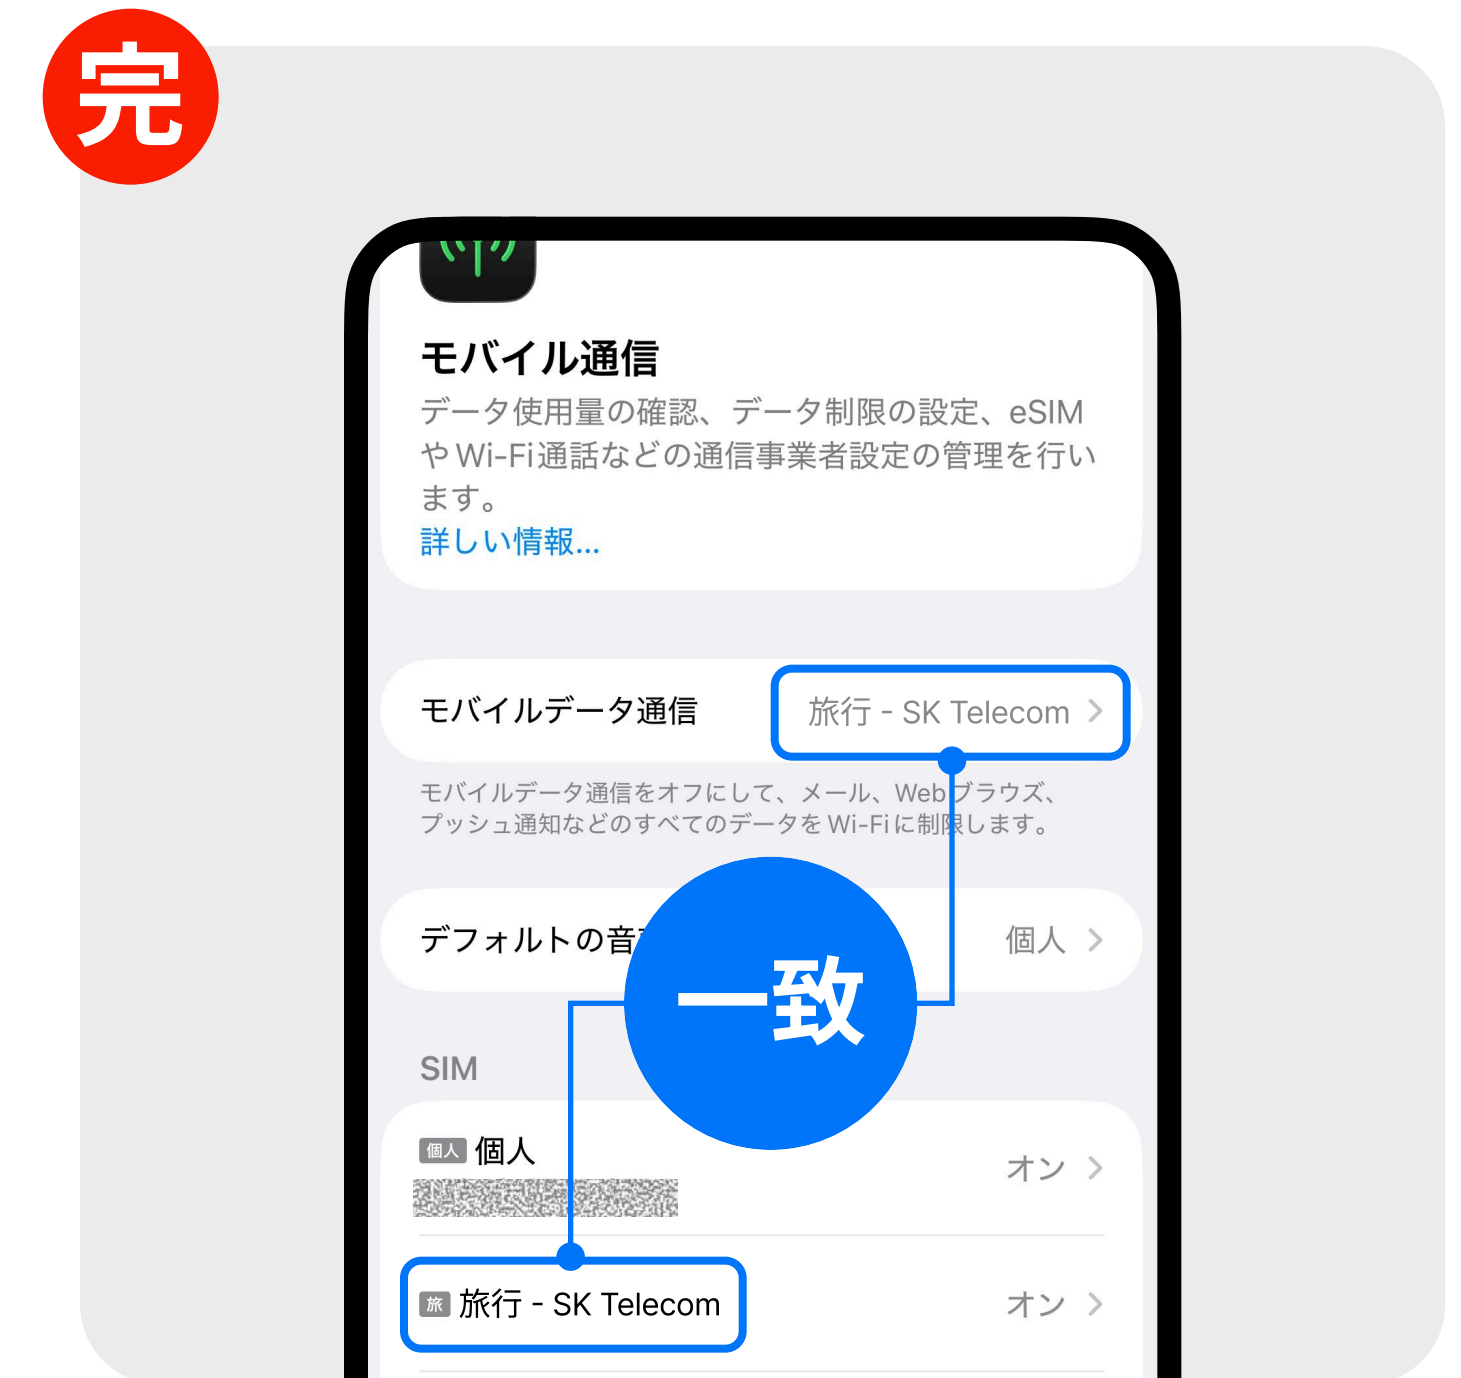 完
モバイル通信
データ使用量の確認、データ制限の設定、eSIM
やWi-Fi通話などの通信事業者設定の管理を行い
ます。
詳しい情報...
モバイルデータ通信 旅行 - SK Telecom
モバイルデータ通信をオフにして、メール、Webブラウズ、
プッシュ通知などのすべてのデータをWi-Fiに制限します。
デフォルトの音 個人
一致
SIM
個人 個人 オン
旅 旅行 - SK Telecom オン